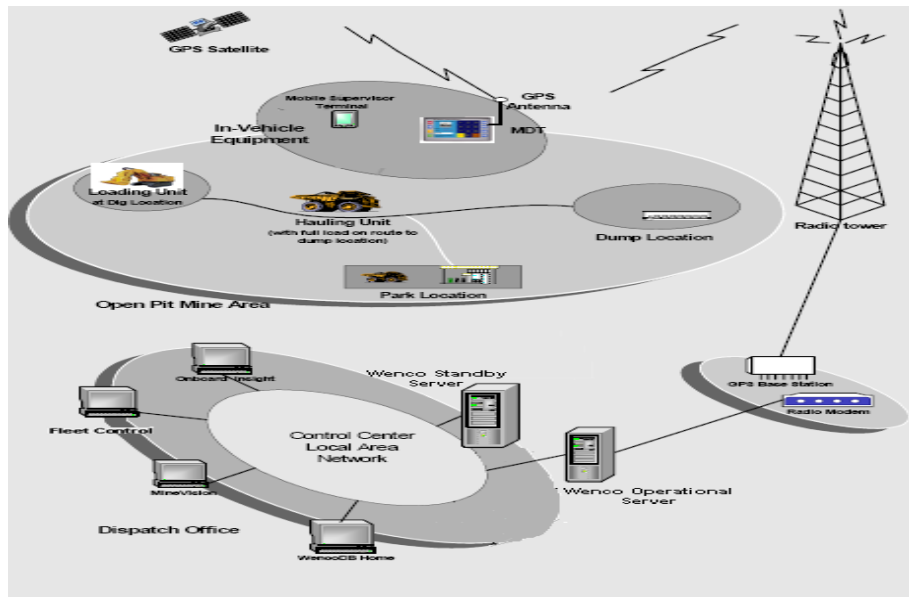 GPS Satellite
Mobile Supervisor
Terminal
GPS
Antenna
In-Vehicle
Equipment
MDT
Loading Unit
at Dig Location
Hauling Unit
(with full load on route to
dump location)
Dump Location
Radio tower
Park Location
Open Pit Mine Area
Onboard Insight
Wenco Standby
Server
GPS Base Station
Radio Modem
Fleet Control
Control Center
Local Area
Network
MineVision
Wenco Operational
Server
Dispatch Office
WencoDB Home